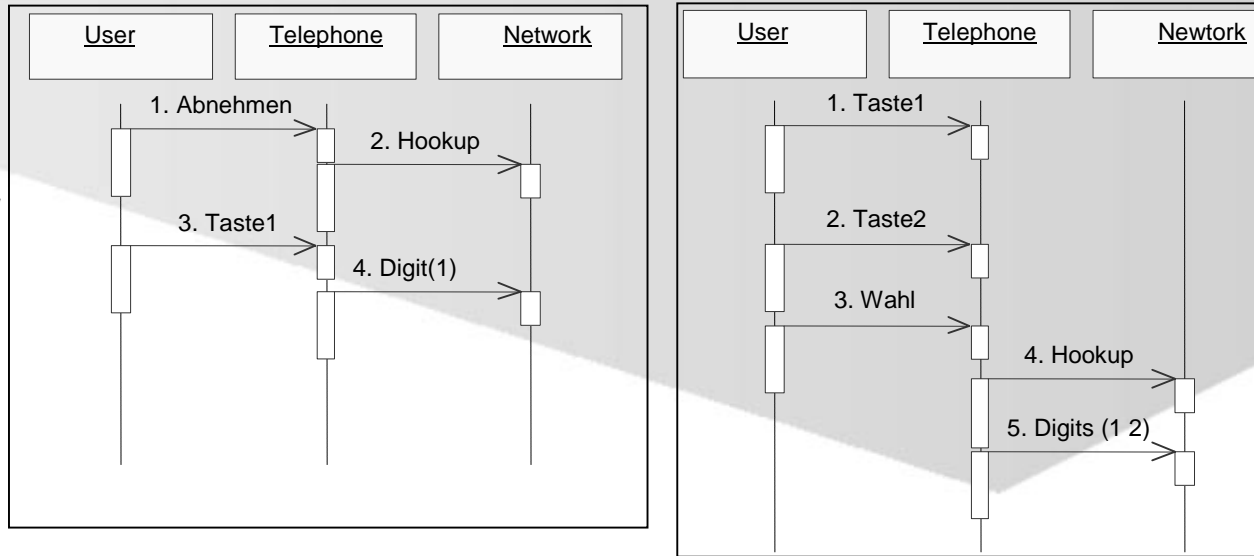 User
Telephone
Network
1. Abnehmen
2. Hookup
3. Taste1
4. Digit(1)
User
Telephone
Newtork
1. Taste1
2. Taste2
3. Wahl
4. Hookup
5. Digits (1 2)